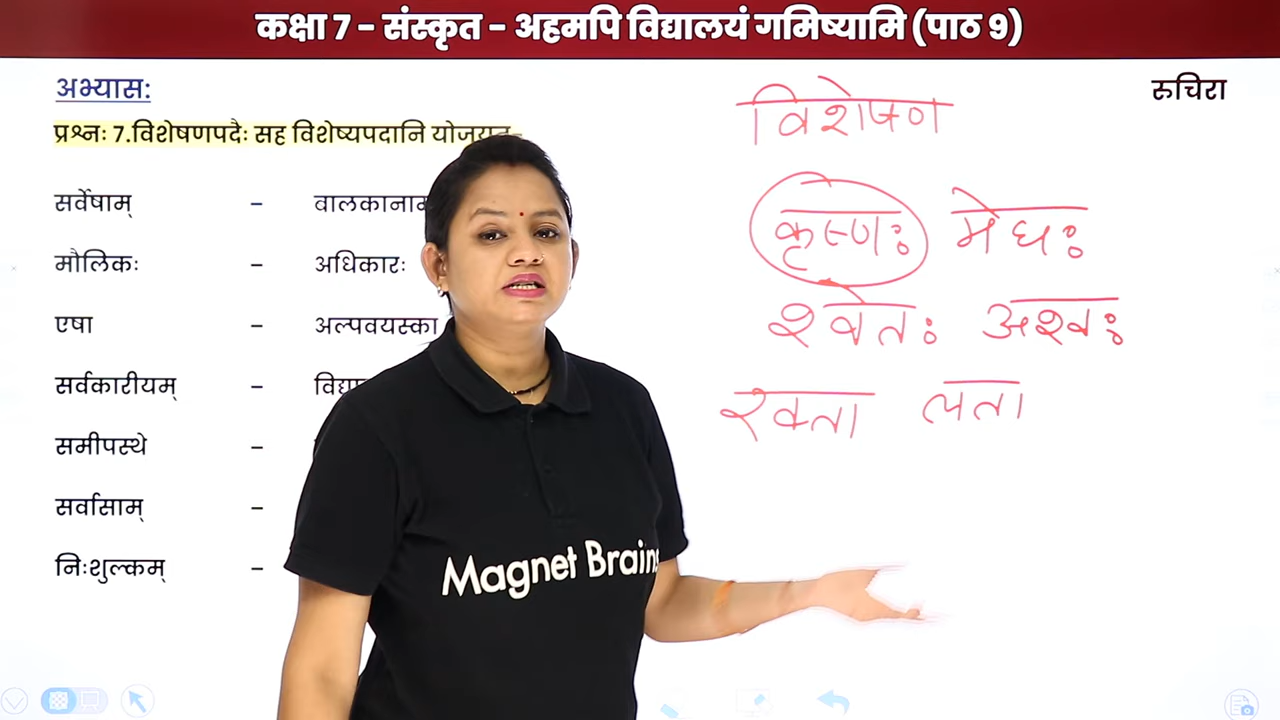 कक्षा 7 - संस्कृत - अहमपि विद्यालयं गमिष्यामि (पाठ 9)
अभ्यास:
रुचिरा
प्रश्नः 7.विशेषणपदैः सह विशेष्यपदानि योजयत-
विशेषण
सर्वेषाम् -
मौलिकः - अधिकारः
एषा - अल्पवयस्का
सर्वकारीयम् -
समीपस्थे -
सर्वासाम् -
निःशुल्कम् -
कृष्णः मेघः
श्वेतः अश्वः
रक्ता लता
Magnet Brains